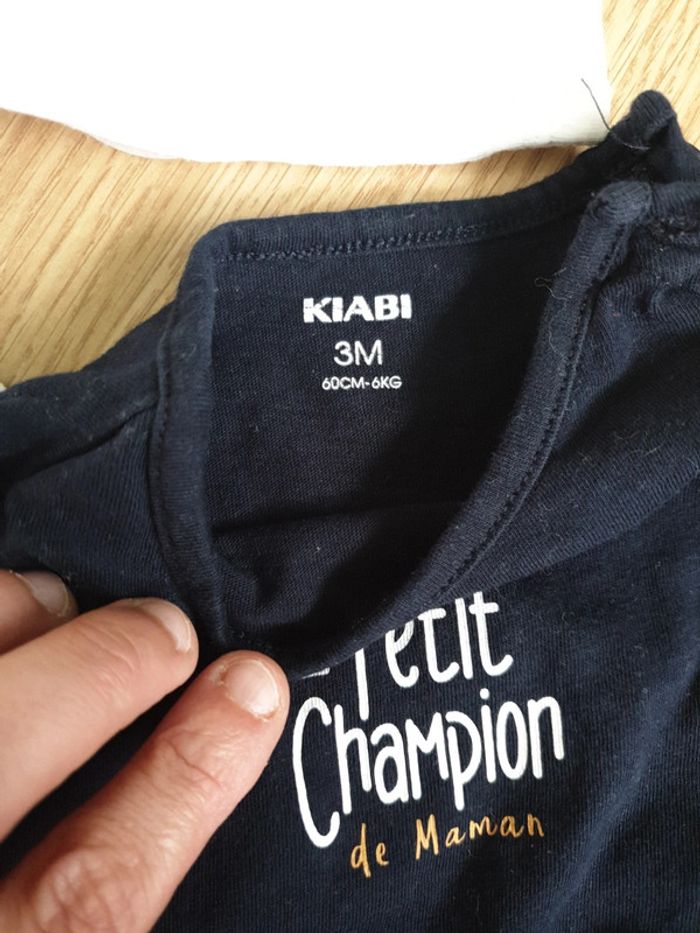 KIABI
3M
60CM-6KG
Petit
Champion
de Maman